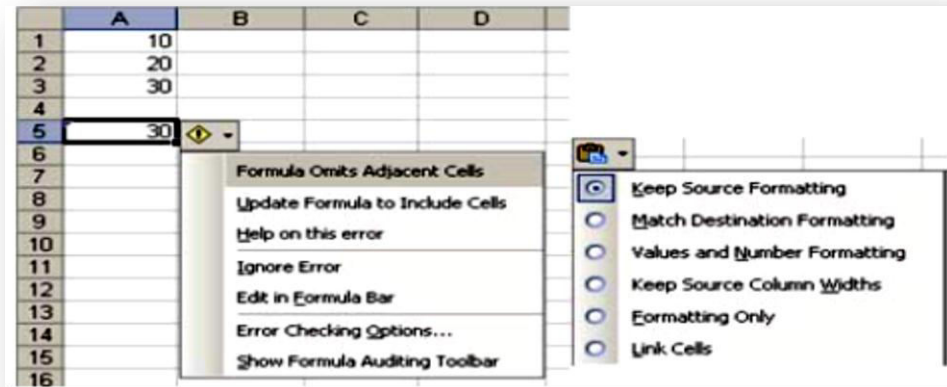 A B C D
1 10
2 20
3 30
4
5 30
6
7 Formula Omits Adjacent Cells
8 Update Formula to Include Cells
9 Help on this error
10
11 Ignore Error
12 Edit in Formula Bar
13
14 Error Checking Options...
15 Show Formula Auditing Toolbar
16
Keep Source Formatting
Match Destination Formatting
Values and Number Formatting
Keep Source Column Widths
Formatting Only
Link Cells